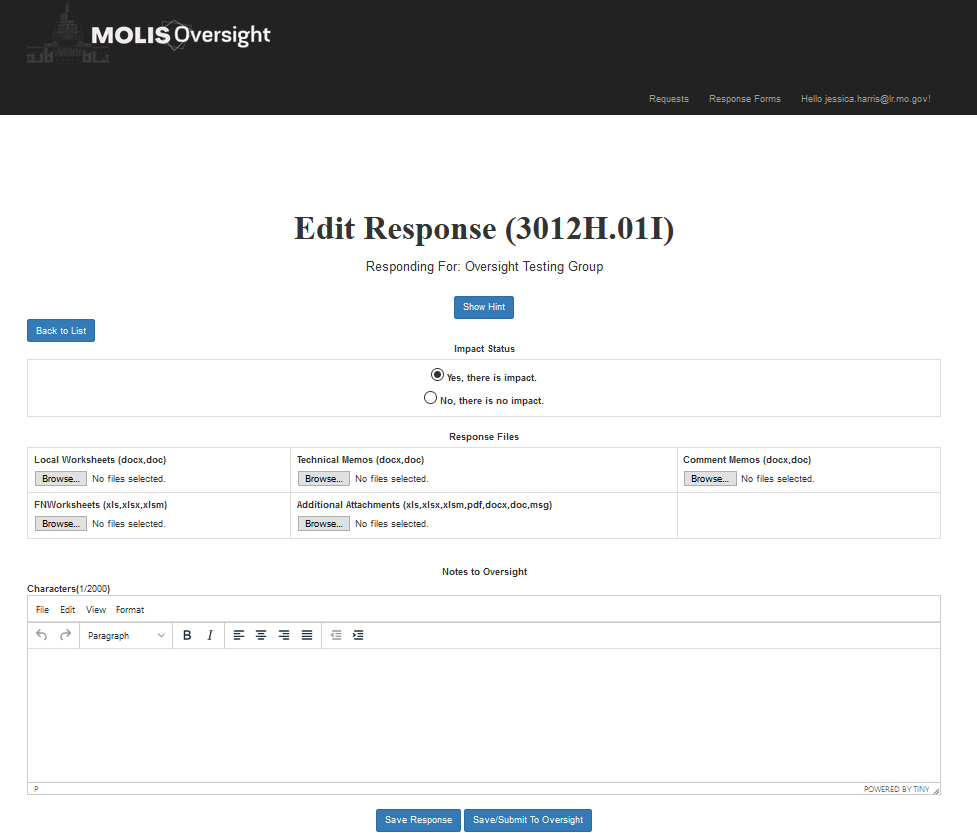 MOLIS Oversight
Requests Response Forms Hello jessica.harris@lr.mo.gov!
Edit Response (3012H.01I)
Responding For: Oversight Testing Group
Show Hint
Back to List
Impact Status
Yes, there is impact.
No, there is no impact.
Response Files
Local Worksheets (docx,doc) Technical Memos (docx,doc) Comment Memos (docx,doc)
Browse... No files selected. Browse... No files selected. Browse... No files selected.
FNWorksheets (xls,xlsx,xlsm) Additional Attachments (xls,xlsx,xlsm,pdf,docx,doc,msg)
Browse... No files selected. Browse... No files selected.
Notes to Oversight
Characters(1/2000)
File Edit View Format
Paragraph B I
P POWERED BY TINY
Save Response Save/Submit To Oversight